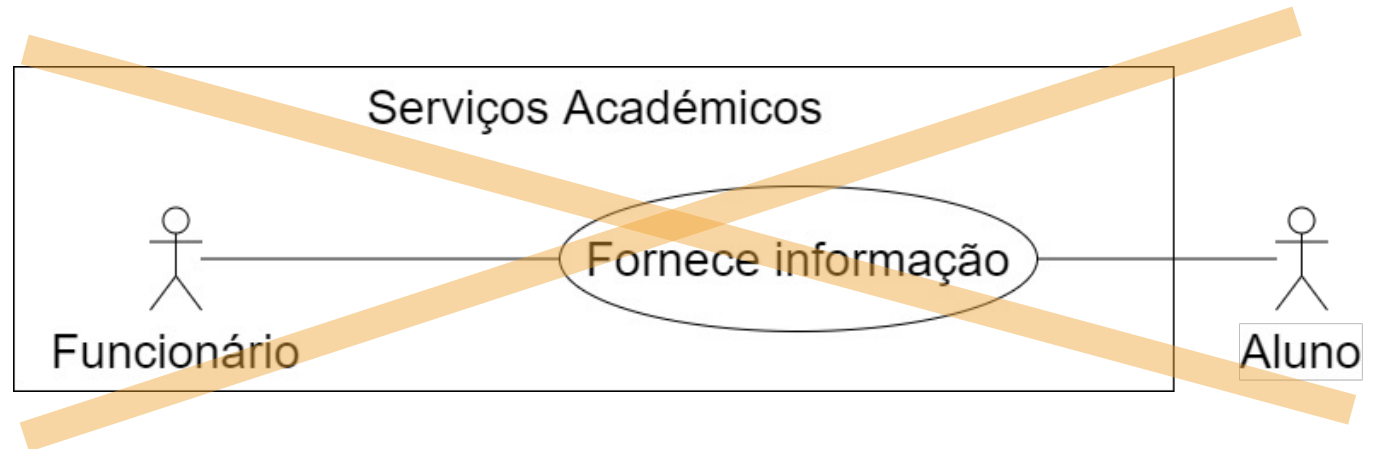 Serviços Académicos
Fornece informação
Funcionário
Aluno